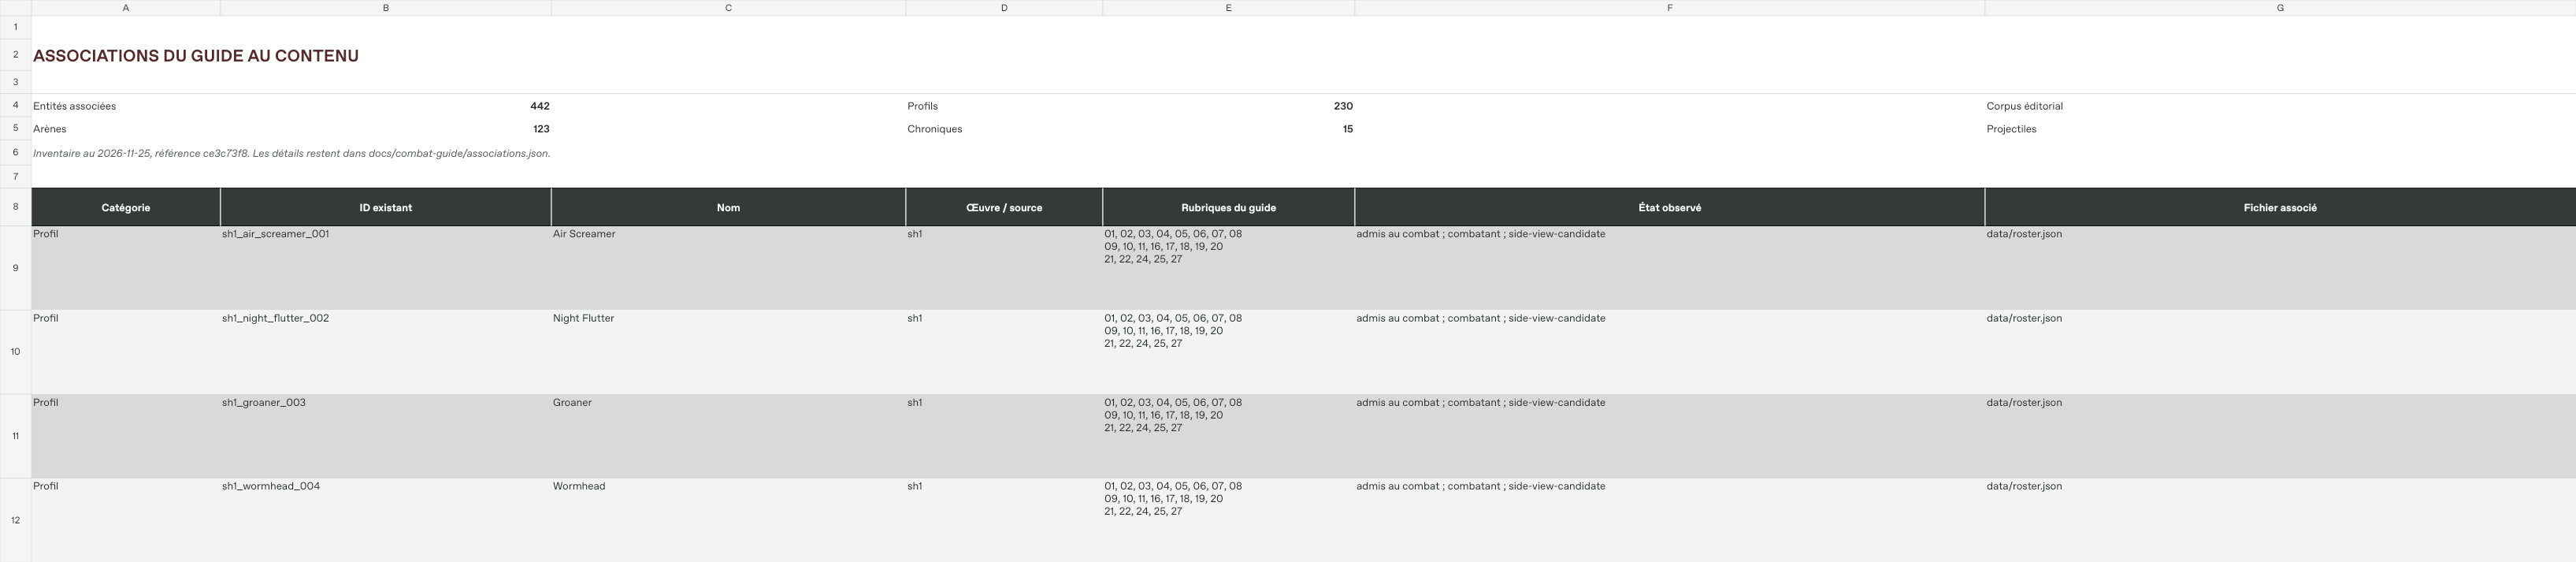 A B C D E F G
1
2 ASSOCIATIONS DU GUIDE AU CONTENU
3
4 Entités associées 442 Profils 230 Corpus éditorial
5 Arènes 123 Chroniques 15 Projectiles
6 Inventaire au 2026-11-25, référence ce3c73f8. Les détails restent dans docs/combat-guide/associations.json.
7
8 Catégorie ID existant Nom Œuvre / source Rubriques du guide État observé Fichier associé
9 Profil sh1_air_screamer_001 Air Screamer sh1 01, 02, 03, 04, 05, 06, 07, 08 admis au combat ; combatant ; side-view-candidate data/roster.json
09, 10, 11, 16, 17, 18, 19, 20
21, 22, 24, 25, 27
10 Profil sh1_night_flutter_002 Night Flutter sh1 01, 02, 03, 04, 05, 06, 07, 08 admis au combat ; combatant ; side-view-candidate data/roster.json
09, 10, 11, 16, 17, 18, 19, 20
21, 22, 24, 25, 27
11 Profil sh1_groaner_003 Groaner sh1 01, 02, 03, 04, 05, 06, 07, 08 admis au combat ; combatant ; side-view-candidate data/roster.json
09, 10, 11, 16, 17, 18, 19, 20
21, 22, 24, 25, 27
12 Profil sh1_wormhead_004 Wormhead sh1 01, 02, 03, 04, 05, 06, 07, 08 admis au combat ; combatant ; side-view-candidate data/roster.json
09, 10, 11, 16, 17, 18, 19, 20
21, 22, 24, 25, 27